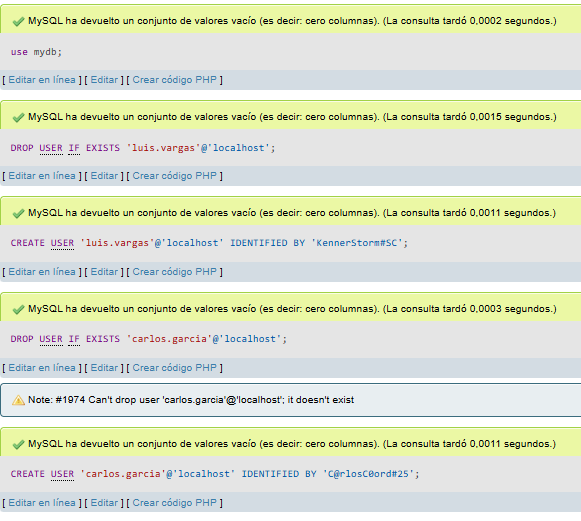 MySQL ha devuelto un conjunto de valores vacío (es decir: cero columnas). (La consulta tardó 0,0002 segundos.)
use mydb;
[ Editar en línea ] [ Editar ] [ Crear código PHP ]
MySQL ha devuelto un conjunto de valores vacío (es decir: cero columnas). (La consulta tardó 0,0015 segundos.)
DROP USER IF EXISTS 'luis.vargas'@'localhost';
[ Editar en línea ] [ Editar ] [ Crear código PHP ]
MySQL ha devuelto un conjunto de valores vacío (es decir: cero columnas). (La consulta tardó 0,0011 segundos.)
CREATE USER 'luis.vargas'@'localhost' IDENTIFIED BY 'KennerStorm#SC';
[ Editar en línea ] [ Editar ] [ Crear código PHP ]
MySQL ha devuelto un conjunto de valores vacío (es decir: cero columnas). (La consulta tardó 0,0003 segundos.)
DROP USER IF EXISTS 'carlos.garcia'@'localhost';
[ Editar en línea ] [ Editar ] [ Crear código PHP ]
Note: #1974 Can't drop user 'carlos.garcia'@'localhost'; it doesn't exist
MySQL ha devuelto un conjunto de valores vacío (es decir: cero columnas). (La consulta tardó 0,0011 segundos.)
CREATE USER 'carlos.garcia'@'localhost' IDENTIFIED BY 'C@rlosC0ord#25';
[ Editar en línea ] [ Editar ] [ Crear código PHP ]